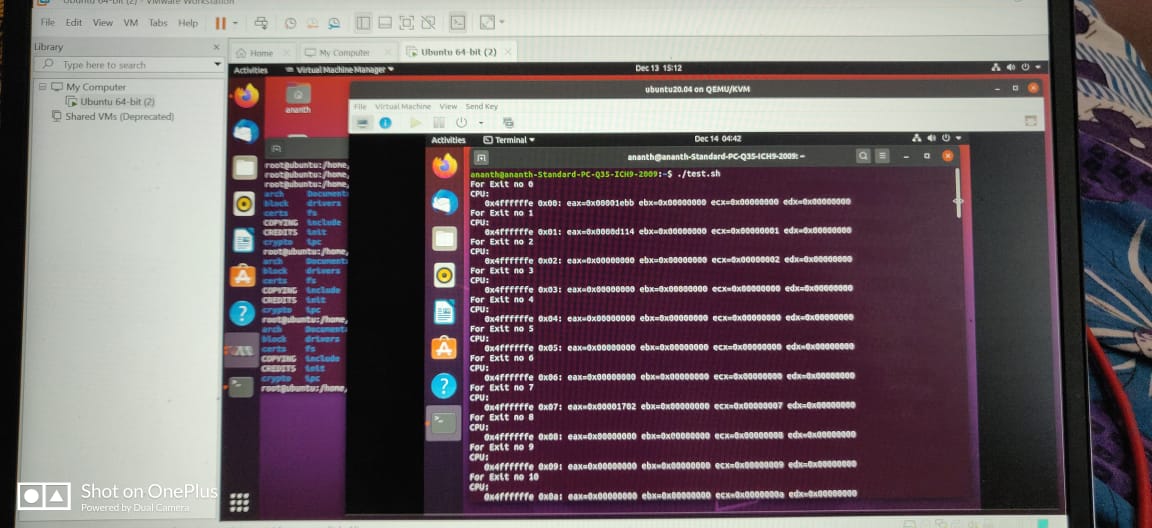 Ubuntu 64-bit (2) - VMware Workstation
File Edit View VM Tabs Help
Library
Type here to search
My Computer
Ubuntu 64-bit (2)
Shared VMs (Deprecated)
Home
My Computer
Ubuntu 64-bit (2)
Activities
Virtual Machine Manager
Dec 13 15:12
ananth
ubuntu20.04 on QEMU/KVM
File Virtual Machine View Send Key
root@ubuntu:/home,
root@ubuntu:/home,
root@ubuntu:/home,
arch Document
block drivers
certs fs
COPYING include
CREDITS init
crypto ipc
root@ubuntu:/home,
arch Document
block drivers
certs fs
COPYING include
CREDITS init
crypto ipc
root@ubuntu:/home,
arch Document
block drivers
certs fs
COPYING include
CREDITS init
crypto ipc
root@ubuntu:/home,
Activities
Terminal
Dec 14 04:42
ananth@ananth-Standard-PC-Q35-ICH9-2009: ~
ananth@ananth-Standard-PC-Q35-ICH9-2009:~$ ./test.sh
For Exit no 0
CPU:
0x4ffffffe 0x00: eax=0x00001ebb ebx=0x00000000 ecx=0x00000000 edx=0x00000000
For Exit no 1
CPU:
0x4ffffffe 0x01: eax=0x0000d114 ebx=0x00000000 ecx=0x00000001 edx=0x00000000
For Exit no 2
CPU:
0x4ffffffe 0x02: eax=0x00000000 ebx=0x00000000 ecx=0x00000002 edx=0x00000000
For Exit no 3
CPU:
0x4ffffffe 0x03: eax=0x00000000 ebx=0x00000000 ecx=0x00000003 edx=0x00000000
For Exit no 4
CPU:
0x4ffffffe 0x04: eax=0x00000000 ebx=0x00000000 ecx=0x00000004 edx=0x00000000
For Exit no 5
CPU:
0x4ffffffe 0x05: eax=0x00000000 ebx=0x00000000 ecx=0x00000005 edx=0x00000000
For Exit no 6
CPU:
0x4ffffffe 0x06: eax=0x00000000 ebx=0x00000000 ecx=0x00000006 edx=0x00000000
For Exit no 7
CPU:
0x4ffffffe 0x07: eax=0x00001702 ebx=0x00000000 ecx=0x00000007 edx=0x00000000
For Exit no 8
CPU:
0x4ffffffe 0x08: eax=0x00000000 ebx=0x00000000 ecx=0x00000008 edx=0x00000000
For Exit no 9
CPU:
0x4ffffffe 0x09: eax=0x00000000 ebx=0x00000000 ecx=0x00000009 edx=0x00000000
For Exit no 10
CPU:
0x4ffffffe 0x0a: eax=0x00000000 ebx=0x00000000 ecx=0x0000000a edx=0x00000000
Shot on OnePlus
Powered by Dual Camera